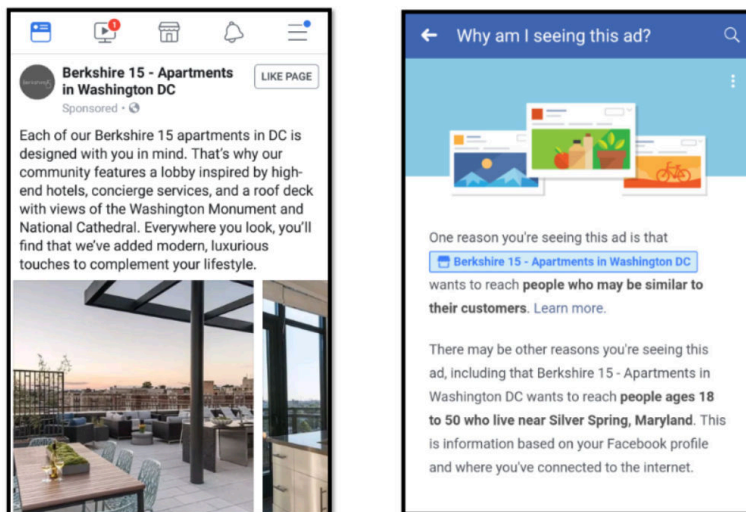 1
Berkshire 15 - Apartments
in Washington DC
LIKE PAGE
Sponsored •
Each of our Berkshire 15 apartments in DC is
designed with you in mind. That's why our
community features a lobby inspired by high-
end hotels, concierge services, and a roof deck
with views of the Washington Monument and
National Cathedral. Everywhere you look, you'll
find that we've added modern, luxurious
touches to complement your lifestyle.
Why am I seeing this ad?
One reason you're seeing this ad is that
Berkshire 15 - Apartments in Washington DC
wants to reach people who may be similar to
their customers. Learn more.
There may be other reasons you're seeing this
ad, including that Berkshire 15 - Apartments in
Washington DC wants to reach people ages 18
to 50 who live near Silver Spring, Maryland. This
is information based on your Facebook profile
and where you've connected to the internet.